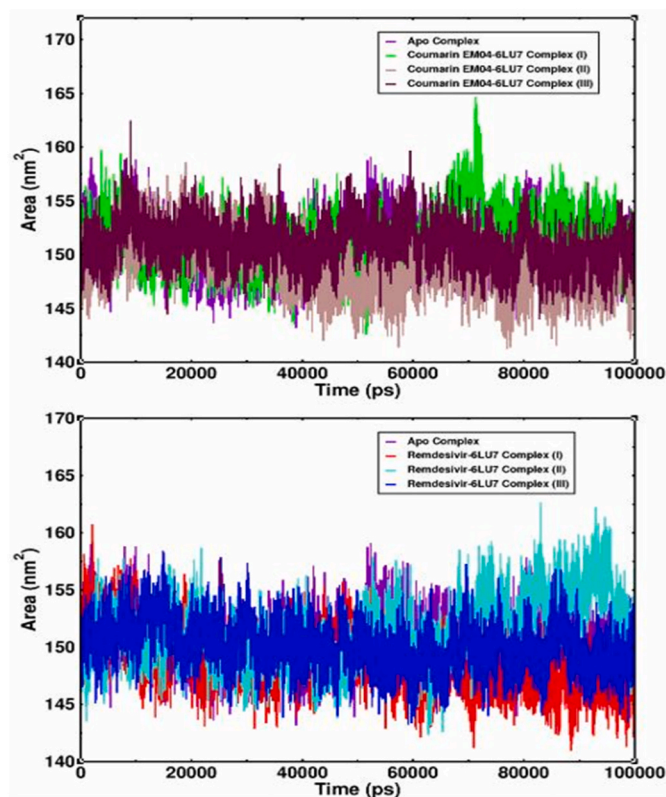 170
165
160
155
150
145
140
Area (nm²)
Apo Complex
Coumarin EM04-6LU7 Complex (I)
Coumarin EM04-6LU7 Complex (II)
Coumarin EM04-6LU7 Complex (III)
0 20000 40000 60000 80000 100000
Time (ps)
170
165
160
155
150
145
140
Area (nm²)
Apo Complex
Remdesivir-6LU7 Complex (I)
Remdesivir-6LU7 Complex (II)
Remdesivir-6LU7 Complex (III)
0 20000 40000 60000 80000 100000
Time (ps)